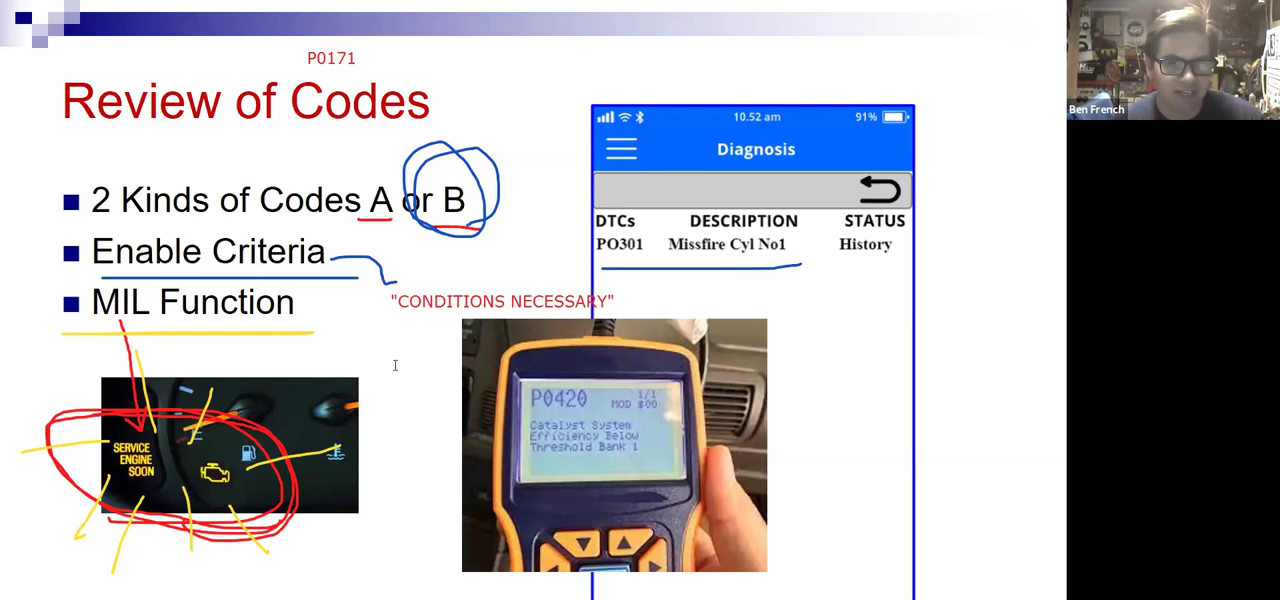 P0171
Review of Codes
2 Kinds of Codes A or B
Enable Criteria
MIL Function
"CONDITIONS NECESSARY"
SERVICE
ENGINE
SOON
10.52 am
91%
Diagnosis
DTCs DESCRIPTION STATUS
PO301 Missfire Cyl No1 History
P0420 1/1
MOD $00
Catalyst System
Efficiency Below
Threshold Bank 1
Ben French